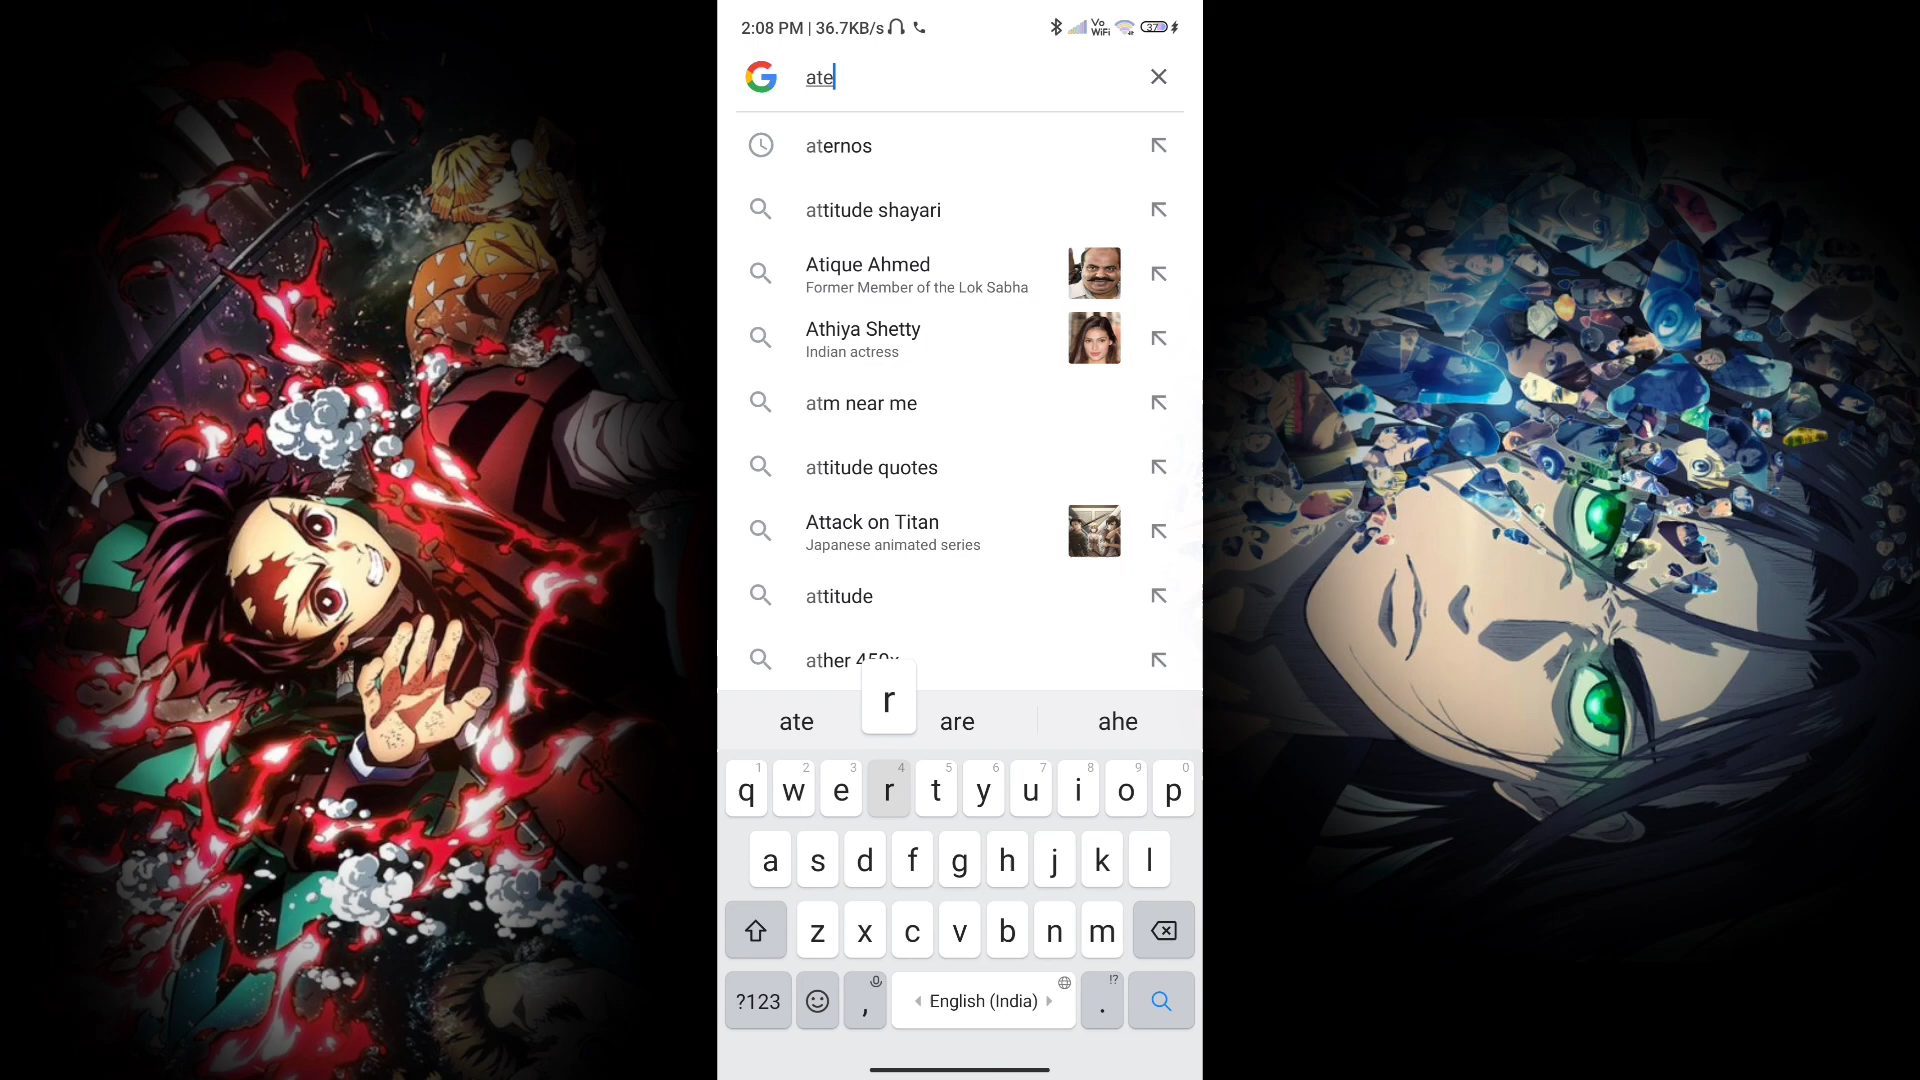 2:08 PM | 36.7KB/s Vo WiFi 37
ate
aternos
attitude shayari
Atique Ahmed
Former Member of the Lok Sabha
Athiya Shetty
Indian actress
atm near me
attitude quotes
Attack on Titan
Japanese animated series
attitude
ather
r
ate are ahe
1 2 3 4 5 6 7 8 9 0
q w e r t y u i o p
a s d f g h j k l
z x c v b n m
!?
?123 , English (India) .